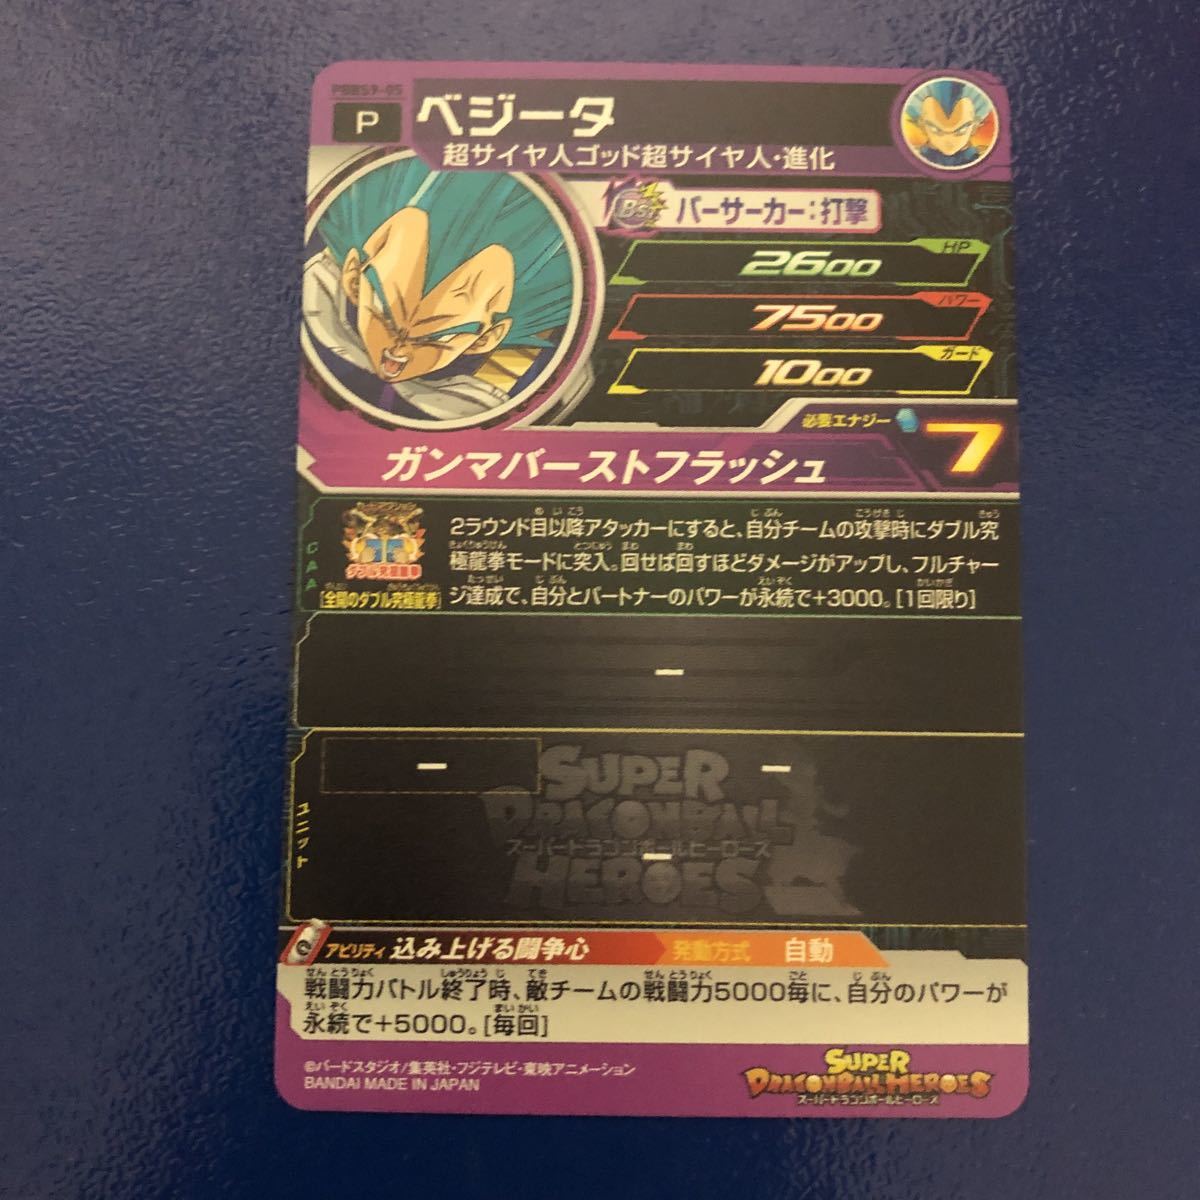 PBBS9-05
P
ベジータ
超サイヤ人ゴッド超サイヤ人・進化
Bs
バーサーカー:打撃
HP
2600
パワー
7500
ガード
1000
必要エナジー
7
ガンマバーストフラッシュ
CAA
ダブル究極龍拳
[全開のダブル究極龍拳]
2ラウンド目以降アタッカーにすると、自分チームの攻撃時にダブル究
極龍拳モードに突入。回せば回すほどダメージがアップし、フルチャー
ジ達成で、自分とパートナーのパワーが永続で+3000。[1回限り]
ー
ユニット
ー
ー
ー
SUPER
DRAGONBALL
スーパードラゴンボールヒーローズ
HEROES
アビリティ 込み上げる闘争心
発動方式 自動
戦闘力バトル終了時、敵チームの戦闘力5000毎に、自分のパワーが
永続で+5000。[毎回]
©バードスタジオ/集英社・フジテレビ・東映アニメーション
BANDAI MADE IN JAPAN
SUPER
DRAGONBALL HEROES
スーパードラゴンボールヒーローズ